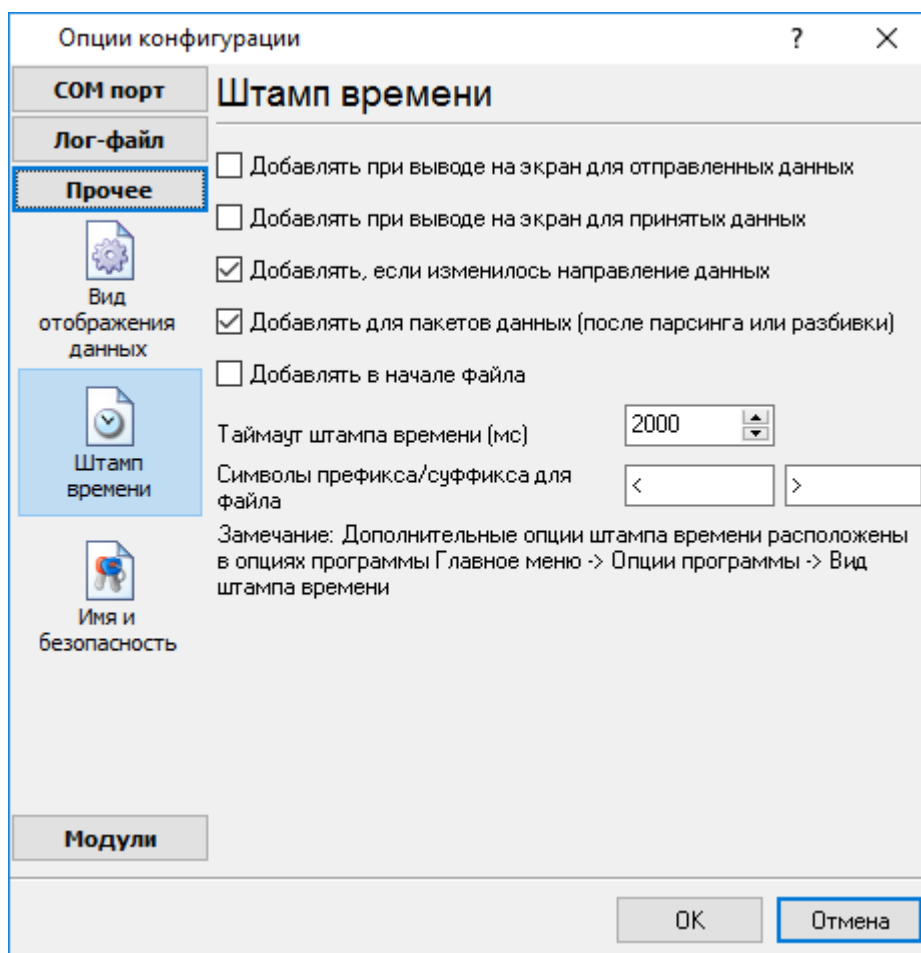 Опции конфигурации
?
COM порт
Лог-файл
Прочее
Вид
отображения
данных
Штамп
времени
Имя и
безопасность
Модули
Штамп времени
Добавлять при выводе на экран для отправленных данных
Добавлять при выводе на экран для принятых данных
Добавлять, если изменилось направление данных
Добавлять для пакетов данных (после парсинга или разбивки)
Добавлять в начале файла
Таймаут штампа времени (мс)
2000
Символы префикса/суффикса для
файла
<
>
Замечание: Дополнительные опции штампа времени расположены
в опциях программы Главное меню -> Опции программы -> Вид
штампа времени
OK
Отмена